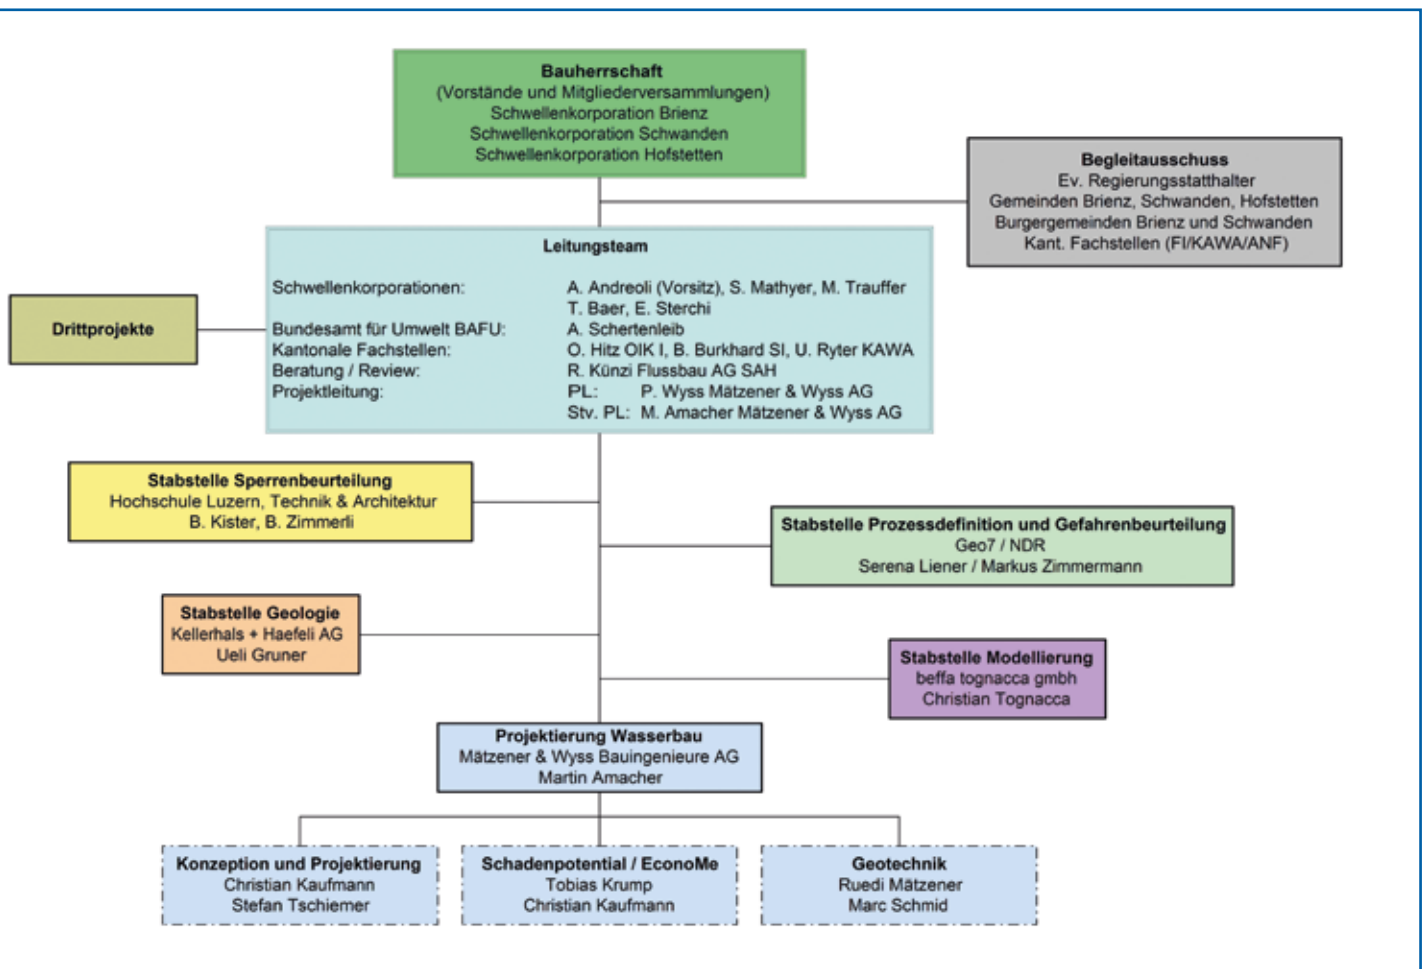 Bauherrschaft
(Vorstände und Mitgliederversammlungen)
Schwellenkorporation Brienz
Schwellenkorporation Schwanden
Schwellenkorporation Hofstetten
Begleitausschuss
Ev. Regierungsstatthalter
Gemeinden Brienz, Schwanden, Hofstetten
Burgergemeinden Brienz und Schwanden
Kant. Fachstellen (FI/KAWA/ANF)
Leitungsteam
Schwellenkorporationen: A. Andreoli (Vorsitz), S. Mathyer, M. Trauffer
T. Baer, E. Sterchi
Bundesamt für Umwelt BAFU: A. Schertenleib
Kantonale Fachstellen: O. Hitz OIK I, B. Burkhard SI, U. Ryter KAWA
Beratung / Review: R. Künzi Flussbau AG SAH
Projektleitung: PL: P. Wyss Mätzener & Wyss AG
Stv. PL: M. Amacher Mätzener & Wyss AG
Drittprojekte
Stabstelle Sperrenbeurteilung
Hochschule Luzern, Technik & Architektur
B. Kister, B. Zimmerli
Stabstelle Prozessdefinition und Gefahrenbeurteilung
Geo7 / NDR
Serena Liener / Markus Zimmermann
Stabstelle Geologie
Kellerhals + Haefeli AG
Ueli Gruner
Stabstelle Modellierung
beffa tognacca gmbh
Christian Tognacca
Projektierung Wasserbau
Mätzener & Wyss Bauingenieure AG
Martin Amacher
Konzeption und Projektierung
Christian Kaufmann
Stefan Tschiemer
Schadenpotential / EconoMe
Tobias Krump
Christian Kaufmann
Geotechnik
Ruedi Mätzener
Marc Schmid